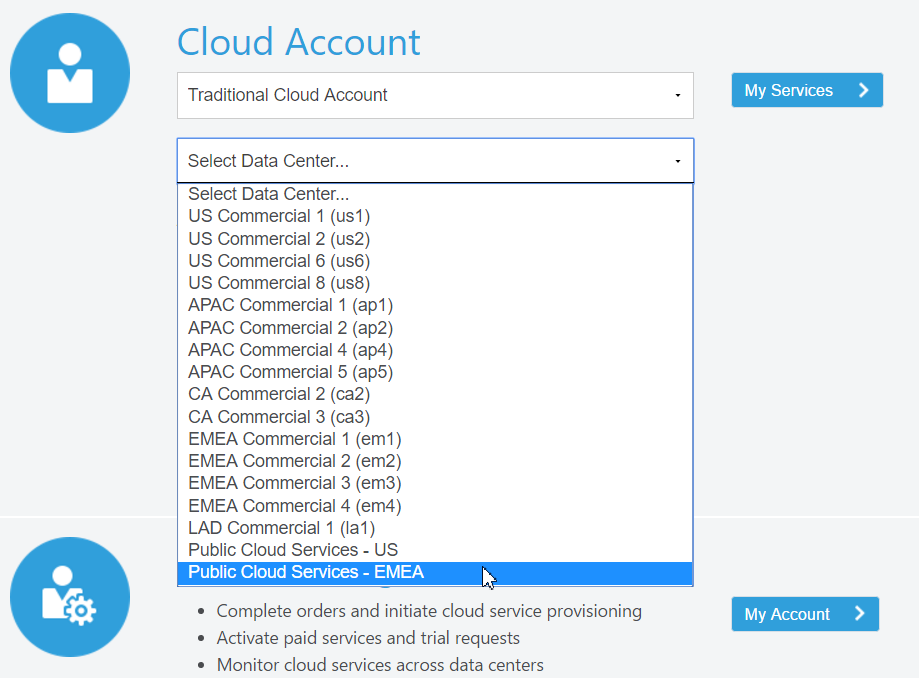 Cloud Account
Traditional Cloud Account
My Services
Select Data Center...
Select Data Center...
US Commercial 1 (us1)
US Commercial 2 (us2)
US Commercial 6 (us6)
US Commercial 8 (us8)
APAC Commercial 1 (ap1)
APAC Commercial 2 (ap2)
APAC Commercial 4 (ap4)
APAC Commercial 5 (ap5)
CA Commercial 2 (ca2)
CA Commercial 3 (ca3)
EMEA Commercial 1 (em1)
EMEA Commercial 2 (em2)
EMEA Commercial 3 (em3)
EMEA Commercial 4 (em4)
LAD Commercial 1 (la1)
Public Cloud Services - US
Public Cloud Services - EMEA
• Complete orders and initiate cloud service provisioning
My Account
• Activate paid services and trial requests
• Monitor cloud services across data centers